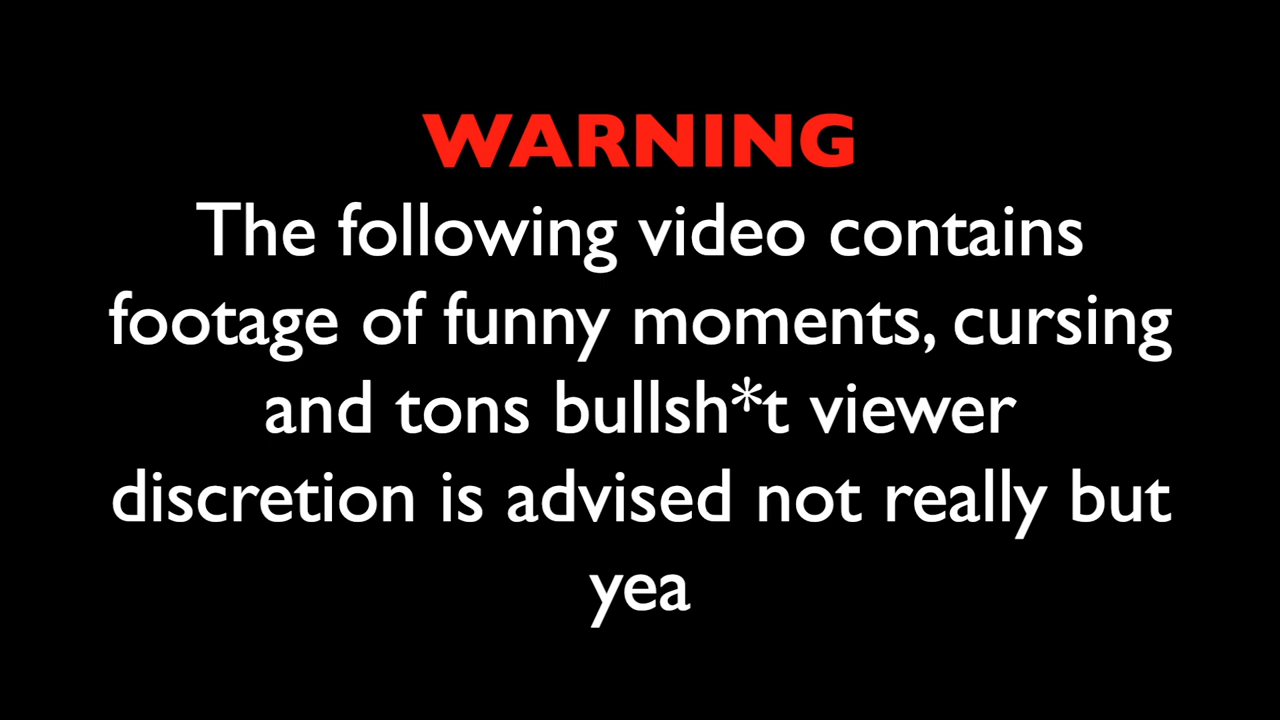 WARNING
The following video contains
footage of funny moments, cursing
and tons bullsh*t viewer
discretion is advised not really but
yea